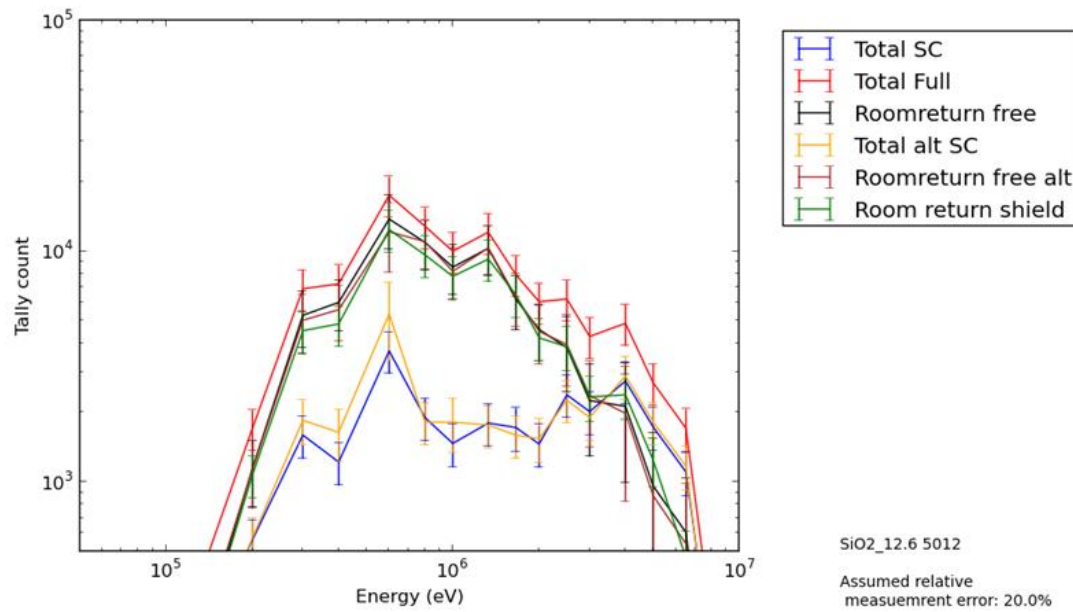 10^5
Total SC
Total Full
Roomreturn free
Total alt SC
Roomreturn free alt
Room return shield
10^4
Tally count
10^3
10^5
10^6
10^7
Energy (eV)
SiO2_12.6 5012
Assumed relative
measuemrent error: 20.0%